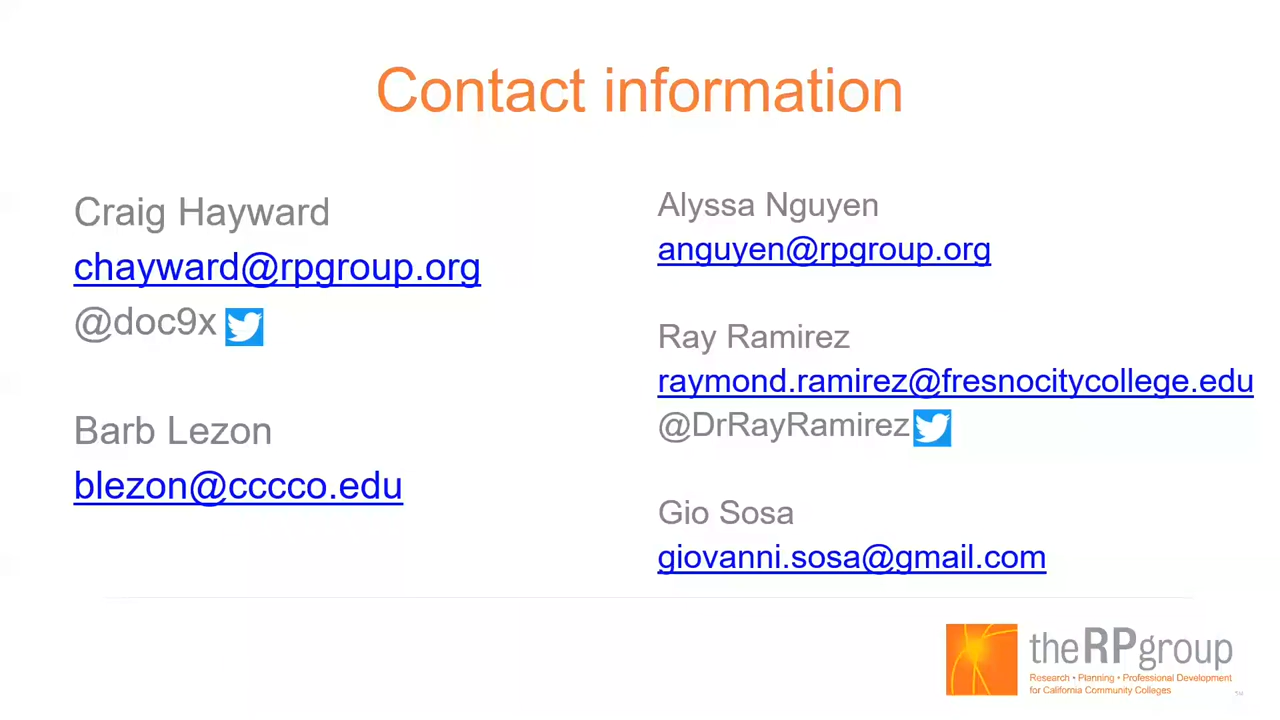 Contact information
Craig Hayward
chayward@rpgroup.org
@doc9x
Barb Lezon
blezon@cccco.edu
Alyssa Nguyen
anguyen@rpgroup.org
Ray Ramirez
raymond.ramirez@fresnocitycollege.edu
@DrRayRamirez
Gio Sosa
giovanni.sosa@gmail.com
theRPgroup
Research • Planning • Professional Development
for California Community Colleges
™